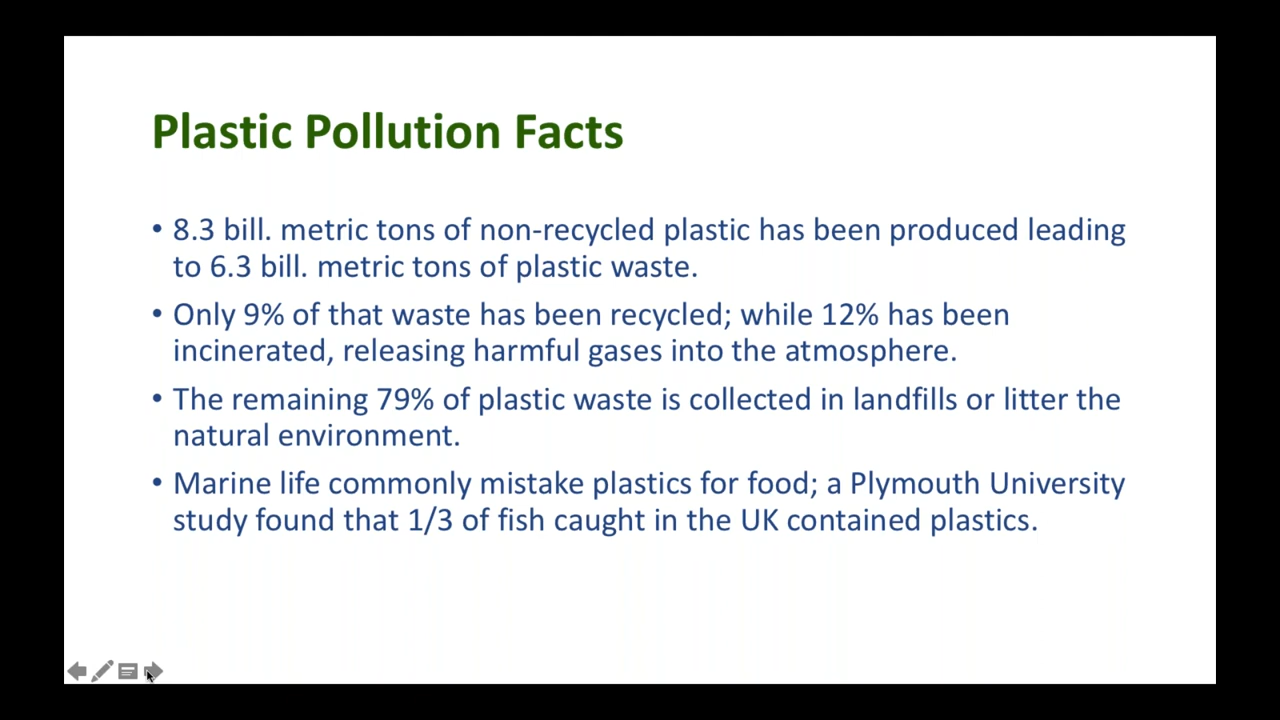 Plastic Pollution Facts
• 8.3 bill. metric tons of non-recycled plastic has been produced leading
to 6.3 bill. metric tons of plastic waste.
• Only 9% of that waste has been recycled; while 12% has been
incinerated, releasing harmful gases into the atmosphere.
• The remaining 79% of plastic waste is collected in landfills or litter the
natural environment.
• Marine life commonly mistake plastics for food; a Plymouth University
study found that 1/3 of fish caught in the UK contained plastics.